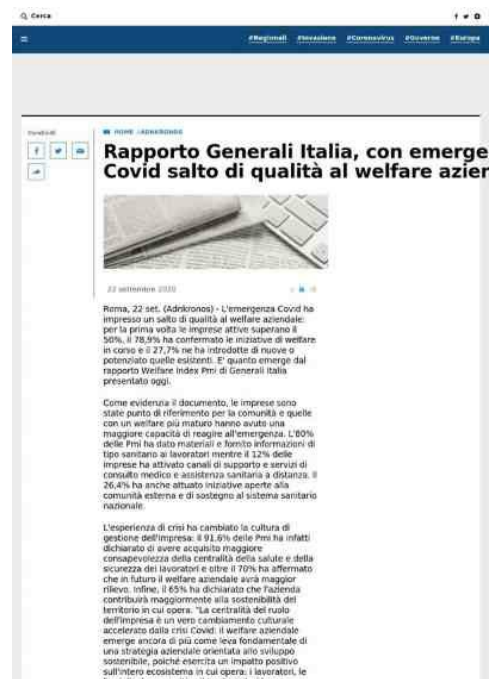 Cerca
#Regionali #Invasione #Coronavirus #Governo #Europa
Condividi
HOME › ADNKRONOS
Rapporto Generali Italia, con emerge
Covid salto di qualità al welfare azier
22 settembre 2020
Roma, 22 set. (Adnkronos) - L'emergenza Covid ha
impresso un salto di qualità al welfare aziendale:
per la prima volta le imprese attive superano il
50%, il 78,9% ha confermato le iniziative di welfare
in corso e il 27,7% ne ha introdotte di nuove o
potenziato quelle esistenti. E' quanto emerge dal
rapporto Welfare Index Pmi di Generali Italia
presentato oggi.
Come evidenzia il documento, le imprese sono
state punto di riferimento per la comunità e quelle
con un welfare più maturo hanno avuto una
maggiore capacità di reagire all'emergenza. L'80%
delle Pmi ha dato materiali e fornito informazioni di
tipo sanitario ai lavoratori mentre il 12% delle
imprese ha attivato canali di supporto e servizi di
consulto medico e assistenza sanitaria a distanza. Il
26,4% ha anche attuato iniziative aperte alla
comunità esterna e di sostegno al sistema sanitario
nazionale.
L'esperienza di crisi ha cambiato la cultura di
gestione dell'impresa: il 91,6% delle Pmi ha infatti
dichiarato di avere acquisito maggiore
consapevolezza della centralità della salute e della
sicurezza dei lavoratori e oltre il 70% ha affermato
che in futuro il welfare aziendale avrà maggior
rilievo. Infine, il 65% ha dichiarato che l'azienda
contribuirà maggiormente alla sostenibilità del
territorio in cui opera. "La centralità del ruolo
dell'impresa è un vero cambiamento culturale
accelerato dalla crisi Covid: il welfare aziendale
emerge ancora di più come leva fondamentale di
una strategia aziendale orientata allo sviluppo
sostenibile, poiché esercita un impatto positivo
sull'intero ecosistema in cui opera: i lavoratori, le